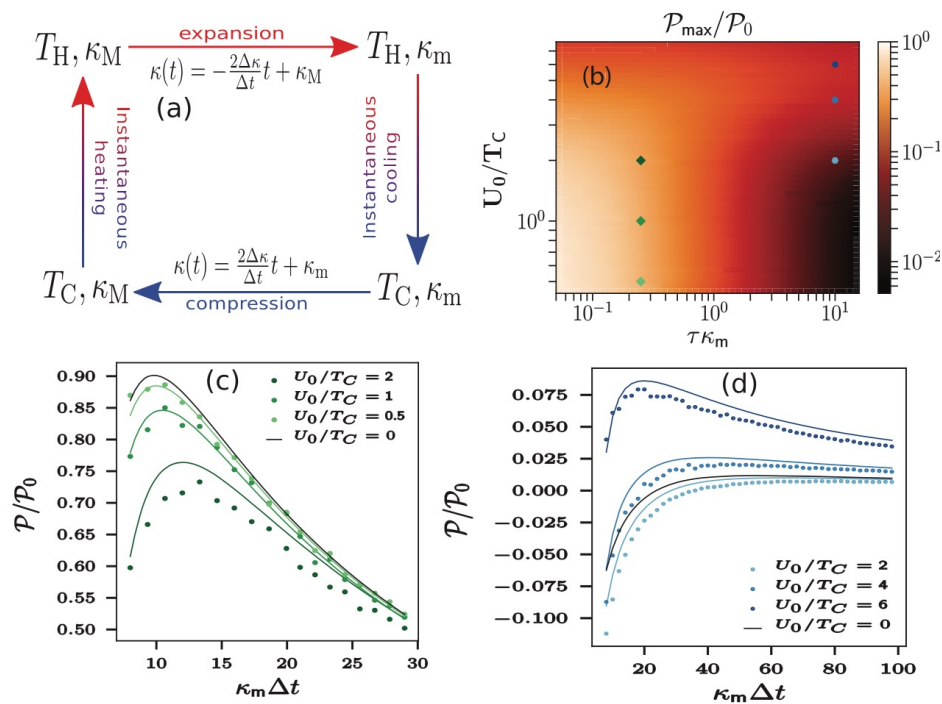 T_H, κ_M
expansion
κ(t) = −2Δκ/Δt t + κ_M
T_H, κ_m
(a)
Instantaneous
heating
Instantaneous
cooling
κ(t) = 2Δκ/Δt t + κ_m
T_C, κ_M
compression
T_C, κ_m
𝒫_max/𝒫_0
(b)
U_0/T_C
10^0
10^−1
10^0
10^1
τκ_m
10^0
10^−1
10^−2
(c)
𝒫/𝒫_0
0.90
0.85
0.80
0.75
0.70
0.65
0.60
0.55
0.50
U_0/T_C = 2
U_0/T_C = 1
U_0/T_C = 0.5
U_0/T_C = 0
10
15
20
25
30
κ_mΔt
(d)
𝒫/𝒫_0
0.075
0.050
0.025
0.000
−0.025
−0.050
−0.075
−0.100
U_0/T_C = 2
U_0/T_C = 4
U_0/T_C = 6
U_0/T_C = 0
20
40
60
80
100
κ_mΔt